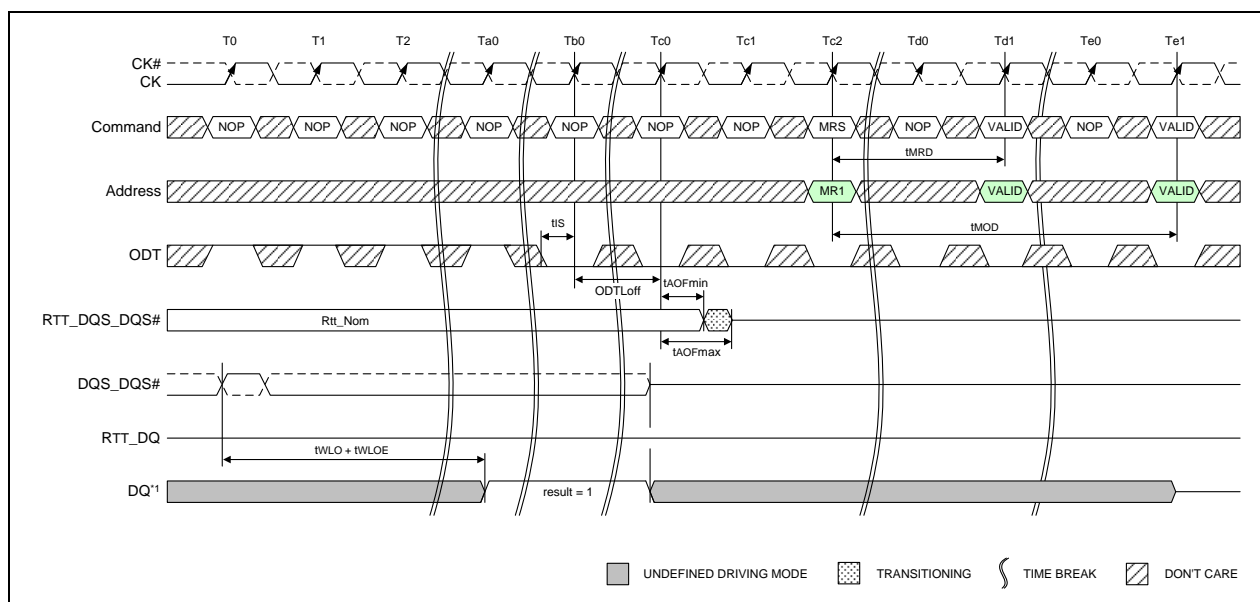 T0 T1 T2 Ta0 Tb0 Tc0 Tc1 Tc2 Td0 Td1 Te0 Te1
CK#
CK
Command NOP NOP NOP NOP NOP NOP NOP MRS NOP VALID NOP VALID
tMRD
Address MR1 VALID VALID
tIS
tMOD
ODT
ODTLoff
tAOFmin
RTT_DQS_DQS# Rtt_Nom
tAOFmax
DQS_DQS#
RTT_DQ
tWLO + tWLOE
DQ*1 result = 1
UNDEFINED DRIVING MODE TRANSITIONING TIME BREAK DON'T CARE